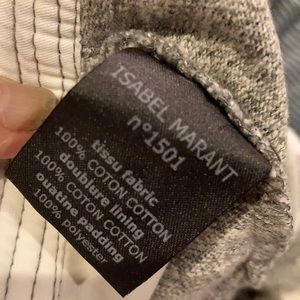 ISABEL MARANT
n°1501
tissu fabric
100% COTON COTTON
doublure lining
100% COTON COTTON
ouatine padding
100% polyester